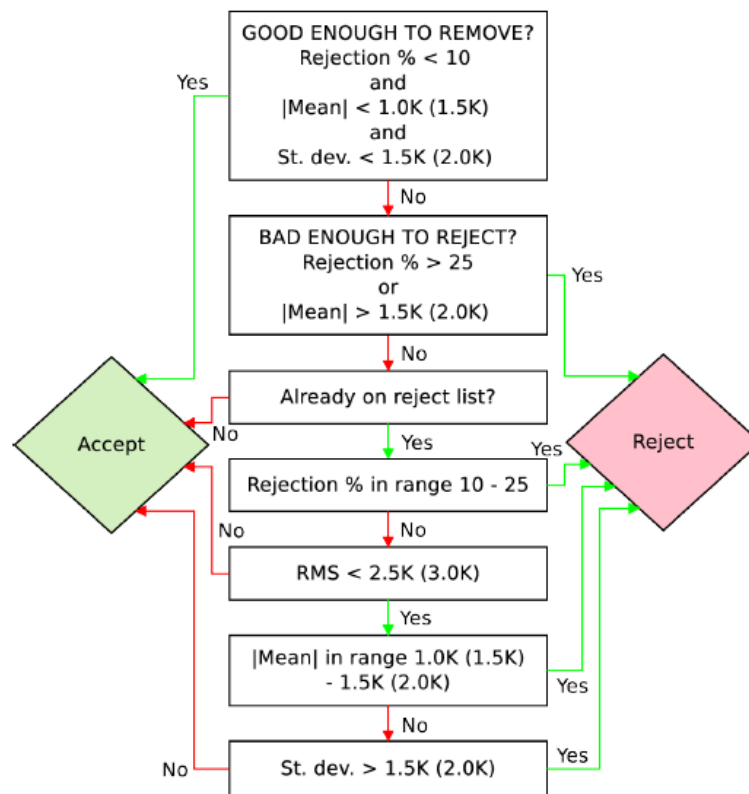 GOOD ENOUGH TO REMOVE?
Rejection % < 10
and
|Mean| < 1.0K (1.5K)
and
St. dev. < 1.5K (2.0K)
Yes
No
BAD ENOUGH TO REJECT?
Rejection % > 25
or
|Mean| > 1.5K (2.0K)
Yes
No
Already on reject list?
No
Yes
Accept
Reject
Rejection % in range 10 - 25
Yes
No
RMS < 2.5K (3.0K)
No
Yes
|Mean| in range 1.0K (1.5K)
- 1.5K (2.0K)
Yes
No
St. dev. > 1.5K (2.0K)
No
Yes